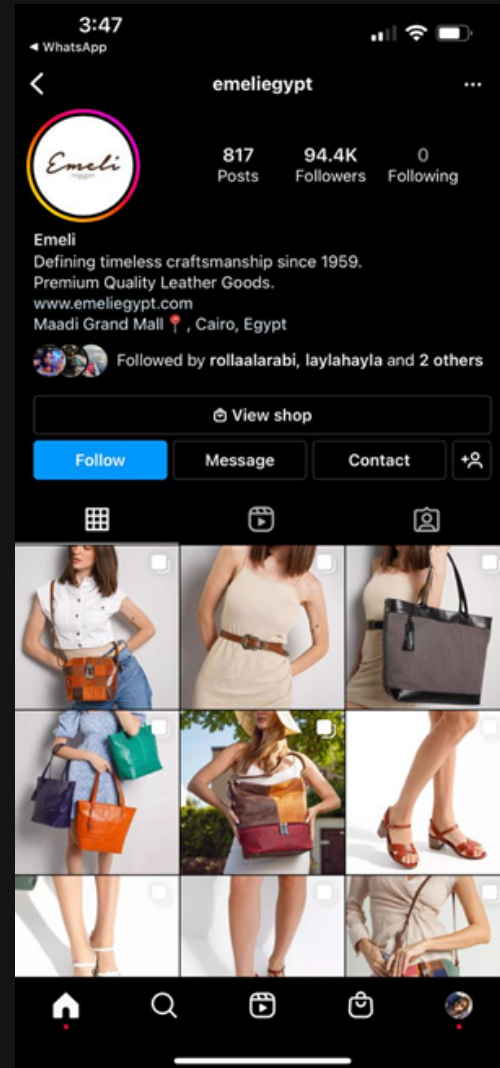 3:47
WhatsApp
emeliegypt
Emeli
817 94.4K 0
Posts Followers Following
Emeli
Defining timeless craftsmanship since 1959.
Premium Quality Leather Goods.
www.emeliegypt.com
Maadi Grand Mall📍, Cairo, Egypt
Followed by rollaalarabi, laylahayla and 2 others
View shop
Follow Message Contact